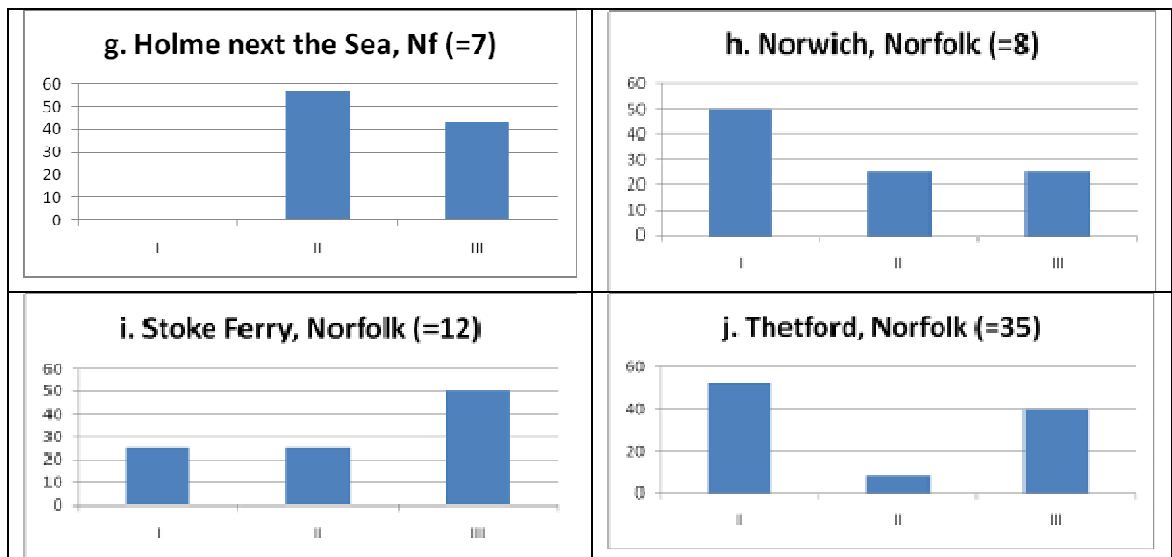 g. Holme next the Sea, Nf (=7)
60
50
40
30
20
10
0
I
II
III
h. Norwich, Norfolk (=8)
60
50
40
30
20
10
0
I
II
III
i. Stoke Ferry, Norfolk (=12)
60
50
40
30
20
10
0
I
II
IIII
j. Thetford, Norfolk (=35)
60
40
20
0
II
II
III